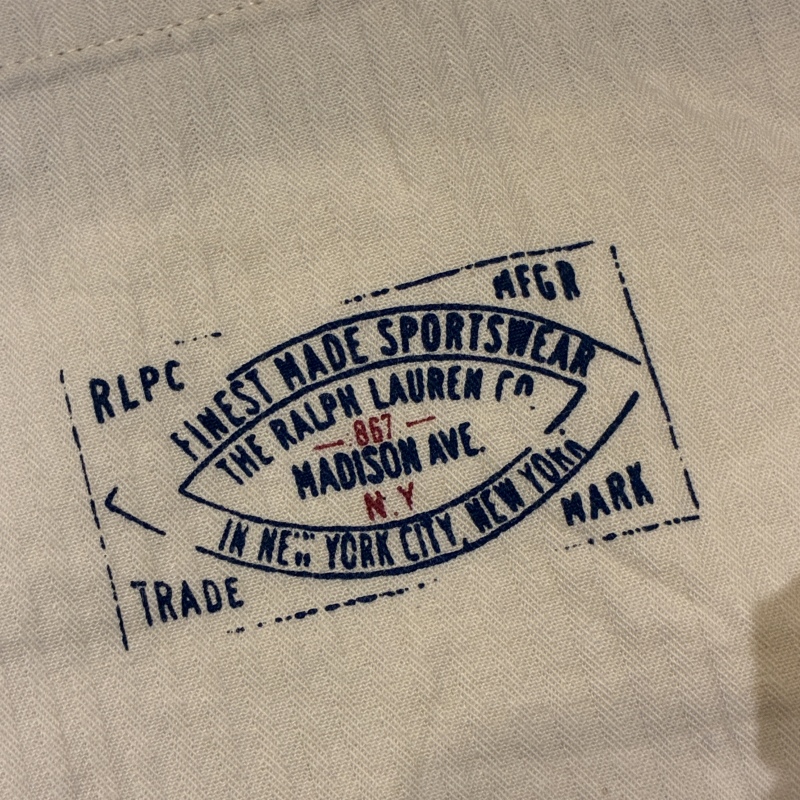 RLPC
MFGR
FINEST MADE SPORTSWEAR
THE RALPH LAUREN CO.
— 867 —
MADISON AVE.
N.Y
IN NEW YORK CITY, NEW YORK
TRADE
MARK